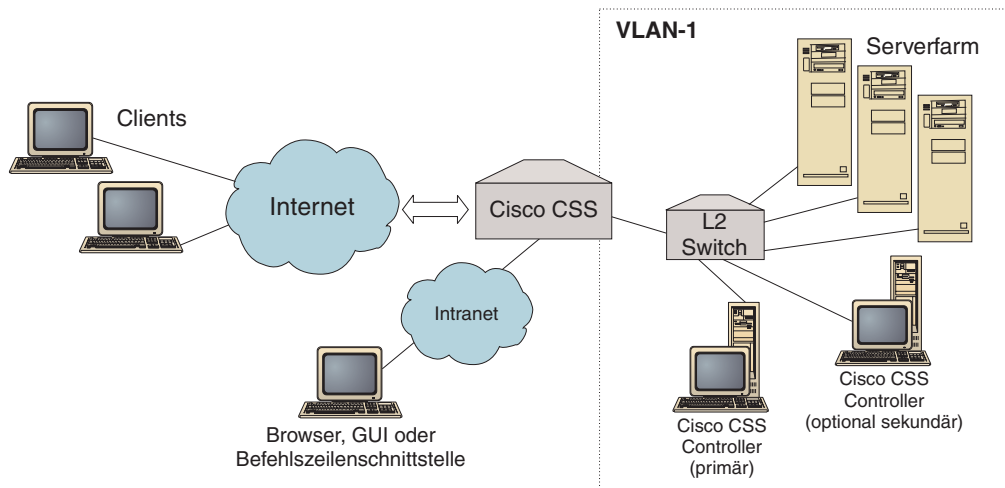 VLAN-1
Serverfarm
Clients
Internet
Cisco CSS
L2
Switch
Intranet
Browser, GUI oder
Befehlszeilenschnittstelle
Cisco CSS
Controller
(primär)
Cisco CSS
Controller
(optional sekundär)